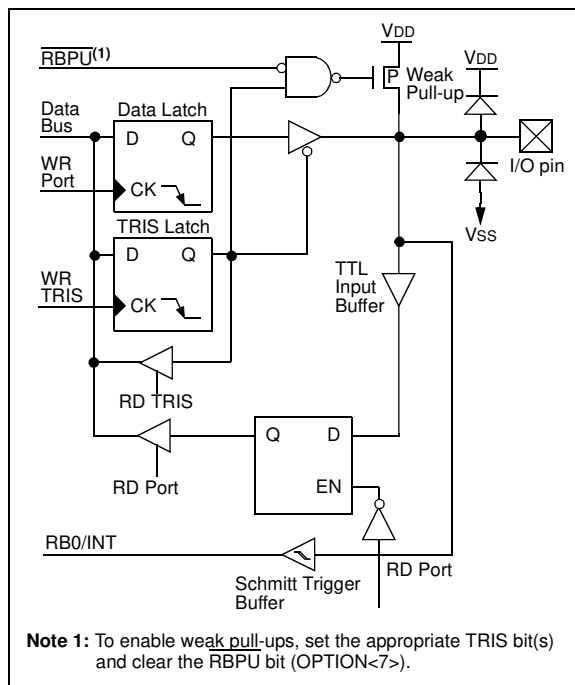 VDD
RBPU(1)
P Weak
Pull-up
VDD
Data
Bus
Data Latch
D Q
WR
Port
CK
I/O pin
TRIS Latch
VSS
D Q
WR
TRIS
CK
TTL
Input
Buffer
RD TRIS
Q D
RD Port
EN
RB0/INT
RD Port
Schmitt Trigger
Buffer
Note 1: To enable weak pull-ups, set the appropriate TRIS bit(s)
and clear the RBPU bit (OPTION<7>).